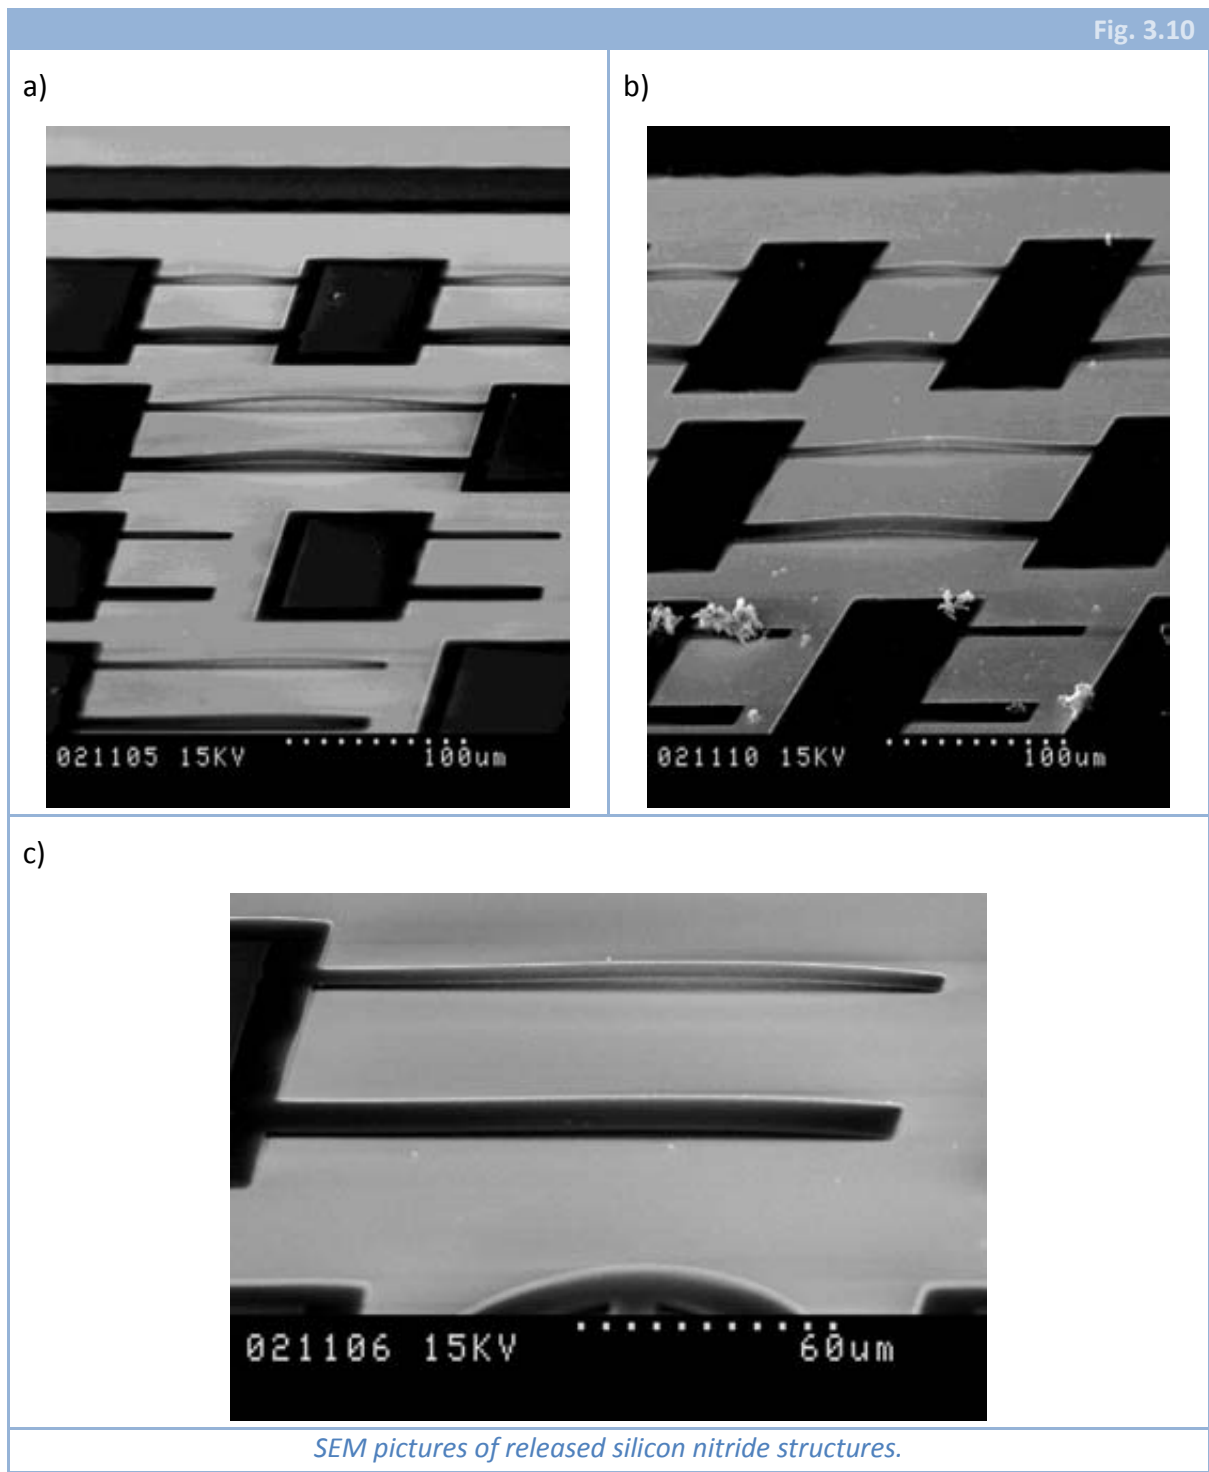 Fig. 3.10
a)
b)
021105 15KV 100um
021110 15KV 100um
c)
021106 15KV 60um
SEM pictures of released silicon nitride structures.